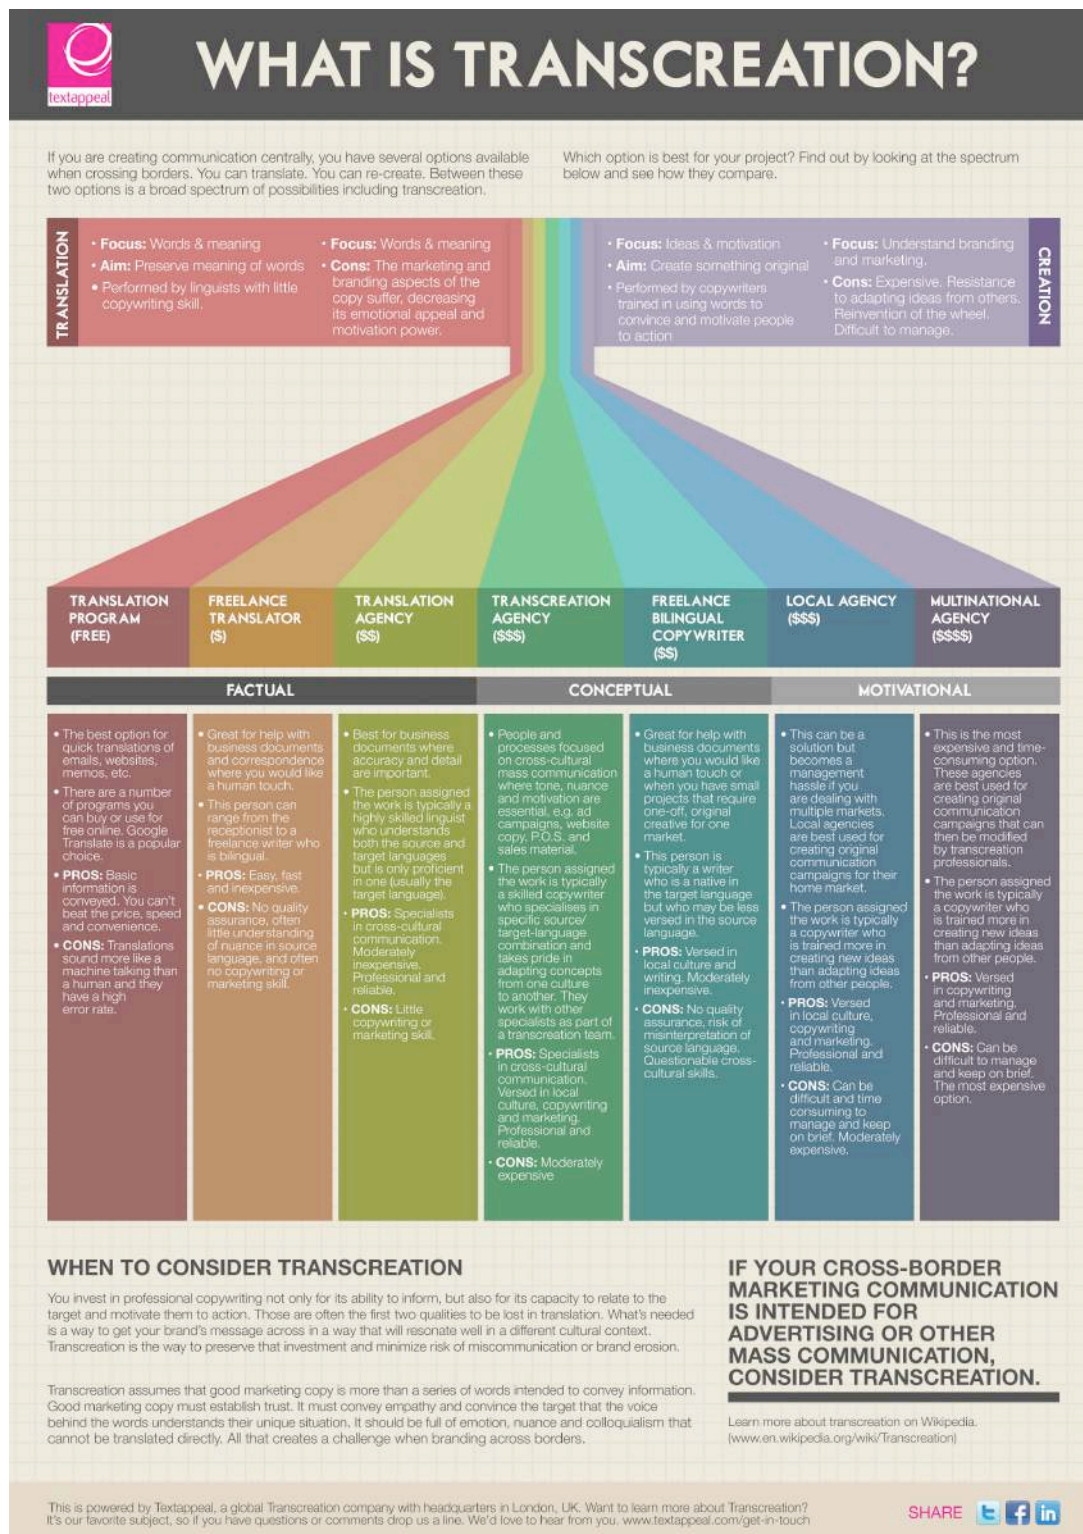 textappeal
WHAT IS TRANSCREATION?
If you are creating communication centrally, you have several options available
when crossing borders. You can translate. You can re-create. Between these
two options is a broad spectrum of possibilities including transcreation.
Which option is best for your project? Find out by looking at the spectrum
below and see how they compare.
TRANSLATION
• Focus: Words & meaning
• Aim: Preserve meaning of words
• Performed by linguists with little
copywriting skill.
• Focus: Words & meaning
• Cons: The marketing and
branding aspects of the
copy suffer, decreasing
its emotional appeal and
motivation power.
• Focus: Ideas & motivation
• Aim: Create something original
• Performed by copywriters
trained in using words to
convince and motivate people
to action
• Focus: Understand branding
and marketing.
• Cons: Expensive. Resistance
to adapting ideas from others.
Reinvention of the wheel.
Difficult to manage.
CREATION
TRANSLATION
PROGRAM
(FREE)
FREELANCE
TRANSLATOR
($)
TRANSLATION
AGENCY
($$)
TRANSCREATION
AGENCY
($$$)
FREELANCE
BILINGUAL
COPYWRITER
($$)
LOCAL AGENCY
($$$)
MULTINATIONAL
AGENCY
($$$$)
FACTUAL
CONCEPTUAL
MOTIVATIONAL
• The best option for
quick translations of
emails, websites,
memos, etc.
• There are a number
of programs you
can buy or use for
free online. Google
Translate is a popular
choice.
• PROS: Basic
information is
conveyed. You can't
beat the price, speed
and convenience.
• CONS: Translations
sound more like a
machine talking than
a human and they
have a high
error rate.
• Great for help with
business documents
and correspondence
where you would like
a human touch.
• This person can
range from the
receptionist to a
freelance writer who
is bilingual.
• PROS: Easy, fast
and inexpensive.
• CONS: No quality
assurance, often
little understanding
of nuance in source
language, and often
no copywriting or
marketing skill.
• Best for business
documents where
accuracy and detail
are important.
• The person assigned
the work is typically a
highly skilled linguist
who understands
both the source and
target languages
but is only proficient
in one (usually the
target language).
• PROS: Specialists
in cross-cultural
communication.
Moderately
inexpensive.
Professional and
reliable.
• CONS: Little
copywriting or
marketing skill.
• People and
processes focused
on cross-cultural
mass communication
where tone, nuance
and motivation are
essential, e.g. ad
campaigns, website
copy, P.O.S. and
sales material.
• The person assigned
the work is typically
a skilled copywriter
who specialises in
specific source/
target-language
combination and
takes pride in
adapting concepts
from one culture
to another. They
work with other
specialists as part of
a transcreation team.
• PROS: Specialists
in cross-cultural
communication.
Versed in local
culture, copywriting
and marketing.
Professional and
reliable.
• CONS: Moderately
expensive
• Great for help with
business documents
where you would like
a human touch or
when you have small
projects that require
one-off, original
creative for one
market.
• This person is
typically a writer
who is a native in
the target language
but who may be less
versed in the source
language.
• PROS: Versed in
local culture and
writing. Moderately
inexpensive.
• CONS: No quality
assurance, risk of
misinterpretation of
source language.
Questionable cross-
cultural skills.
• This can be a
solution but
becomes a
management
hassle if you
are dealing with
multiple markets.
Local agencies
are best used for
creating original
communication
campaigns for their
home market.
• The person assigned
the work is typically
a copywriter who
is trained more in
creating new ideas
than adapting ideas
from other people.
• PROS: Versed
in local culture,
copywriting
and marketing.
Professional and
reliable.
• CONS: Can be
difficult and time
consuming to
manage and keep
on brief. Moderately
expensive.
• This is the most
expensive and time-
consuming option.
These agencies
are best used for
creating original
communication
campaigns that can
then be modified
by transcreation
professionals.
• The person assigned
the work is typically
a copywriter who
is trained more in
creating new ideas
than adapting ideas
from other people.
• PROS: Versed
in copywriting
and marketing.
Professional and
reliable.
• CONS: Can be
difficult to manage
and keep on brief.
The most expensive
option.
WHEN TO CONSIDER TRANSCREATION
You invest in professional copywriting not only for its ability to inform, but also for its capacity to relate to the
target and motivate them to action. Those are often the first two qualities to be lost in translation. What's needed
is a way to get your brand's message across in a way that will resonate well in a different cultural context.
Transcreation is the way to preserve that investment and minimize risk of miscommunication or brand erosion.
Transcreation assumes that good marketing copy is more than a series of words intended to convey information.
Good marketing copy must establish trust. It must convey empathy and convince the target that the voice
behind the words understands their unique situation. It should be full of emotion, nuance and colloquialism that
cannot be translated directly. All that creates a challenge when branding across borders.
IF YOUR CROSS-BORDER
MARKETING COMMUNICATION
IS INTENDED FOR
ADVERTISING OR OTHER
MASS COMMUNICATION,
CONSIDER TRANSCREATION.
Learn more about transcreation on Wikipedia.
(www.en.wikipedia.org/wiki/Transcreation)
This is powered by Textappeal, a global Transcreation company with headquarters in London, UK. Want to learn more about Transcreation?
It's our favorite subject, so if you have questions or comments drop us a line. We'd love to hear from you. www.textappeal.com/get-in-touch
SHARE